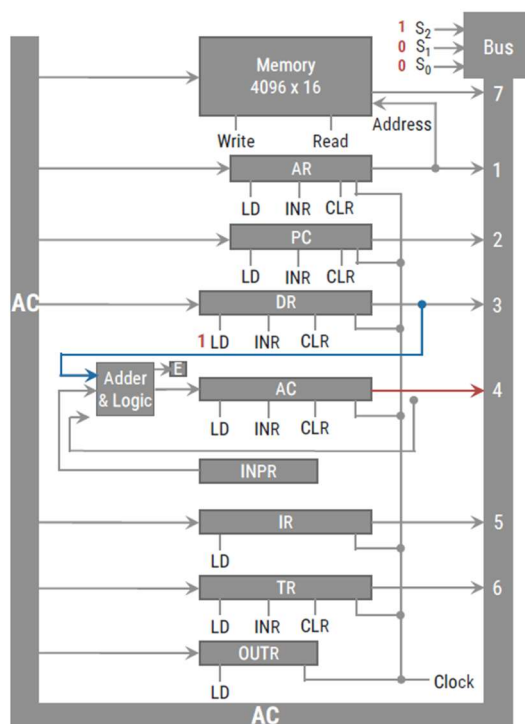 1 S2
0 S1
0 S0
Bus
Memory
4096 x 16
7
Address
Write Read
AR
1
LD INR CLR
PC
2
LD INR CLR
AC
DR
3
1 LD INR CLR
Adder
& Logic
E
AC
4
LD INR CLR
INPR
IR
5
LD
TR
6
LD INR CLR
OUTR
LD
Clock
AC